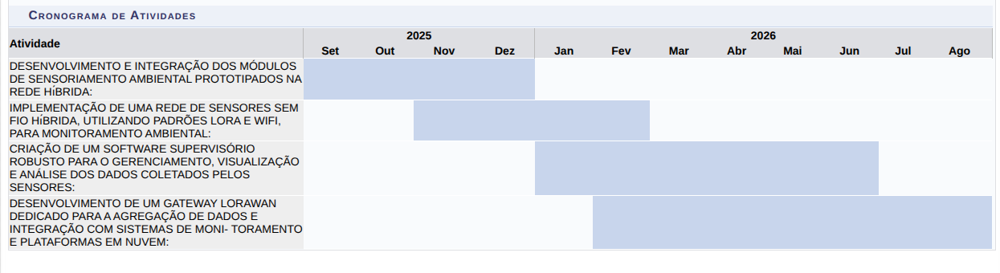 Cronograma de Atividades
Atividade
2025
2026
Set Out Nov Dez Jan Fev Mar Abr Mai Jun Jul Ago
DESENVOLVIMENTO E INTEGRAÇÃO DOS MÓDULOS
DE SENSORIAMENTO AMBIENTAL PROTOTIPADOS NA
REDE HíBRIDA:
IMPLEMENTAÇÃO DE UMA REDE DE SENSORES SEM
FIO HíBRIDA, UTILIZANDO PADRÕES LORA E WIFI,
PARA MONITORAMENTO AMBIENTAL:
CRIAÇÃO DE UM SOFTWARE SUPERVISÓRIO
ROBUSTO PARA O GERENCIAMENTO, VISUALIZAÇÃO
E ANÁLISE DOS DADOS COLETADOS PELOS
SENSORES:
DESENVOLVIMENTO DE UM GATEWAY LORAWAN
DEDICADO PARA A AGREGAÇÃO DE DADOS E
INTEGRAÇÃO COM SISTEMAS DE MONI- TORAMENTO
E PLATAFORMAS EM NUVEM: